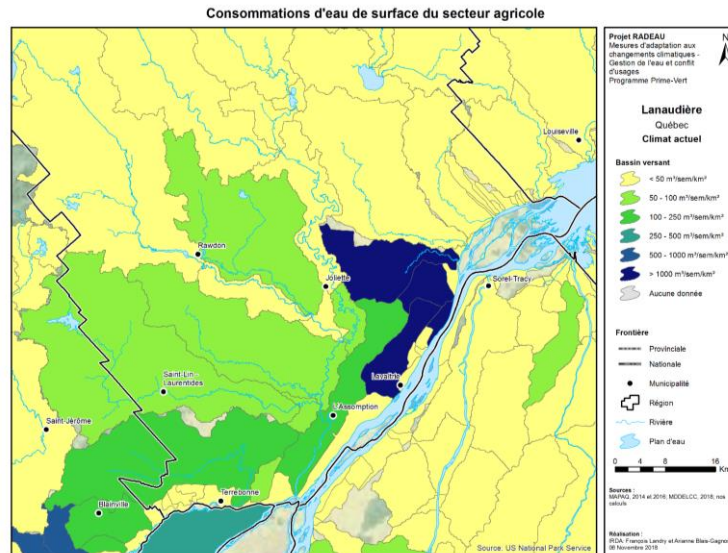 Consommations d'eau de surface du secteur agricole
Projet RADEAU
Mesures d'adaptation aux
changements climatiques -
Gestion de l'eau et conflit
d'usages
Programme Prime-Vert
N
Lanaudière
Québec
Climat actuel
Bassin versant
< 50 m³/sem/km²
50 - 100 m³/sem/km²
100 - 250 m³/sem/km²
250 - 500 m³/sem/km²
500 - 1000 m³/sem/km²
> 1000 m³/sem/km²
Aucune donnée
Frontière
Provinciale
Nationale
Municipalité
Région
Rivière
Plan d'eau
0 4 8 16
Km
Sources :
MAPAQ, 2014 et 2016; MDDELCC, 2018; nos
calculs
Réalisation :
IRDA: François Landry et Arianne Blais-Gagnon
08 Novembre 2018
Louiseville
Rawdon
Joliette
Sorel-Tracy
Saint-Lin -
Laurentides
Lavaltrie
L'Assomption
Saint-Jérôme
Terrebonne
Blainville
Source: US National Park Service